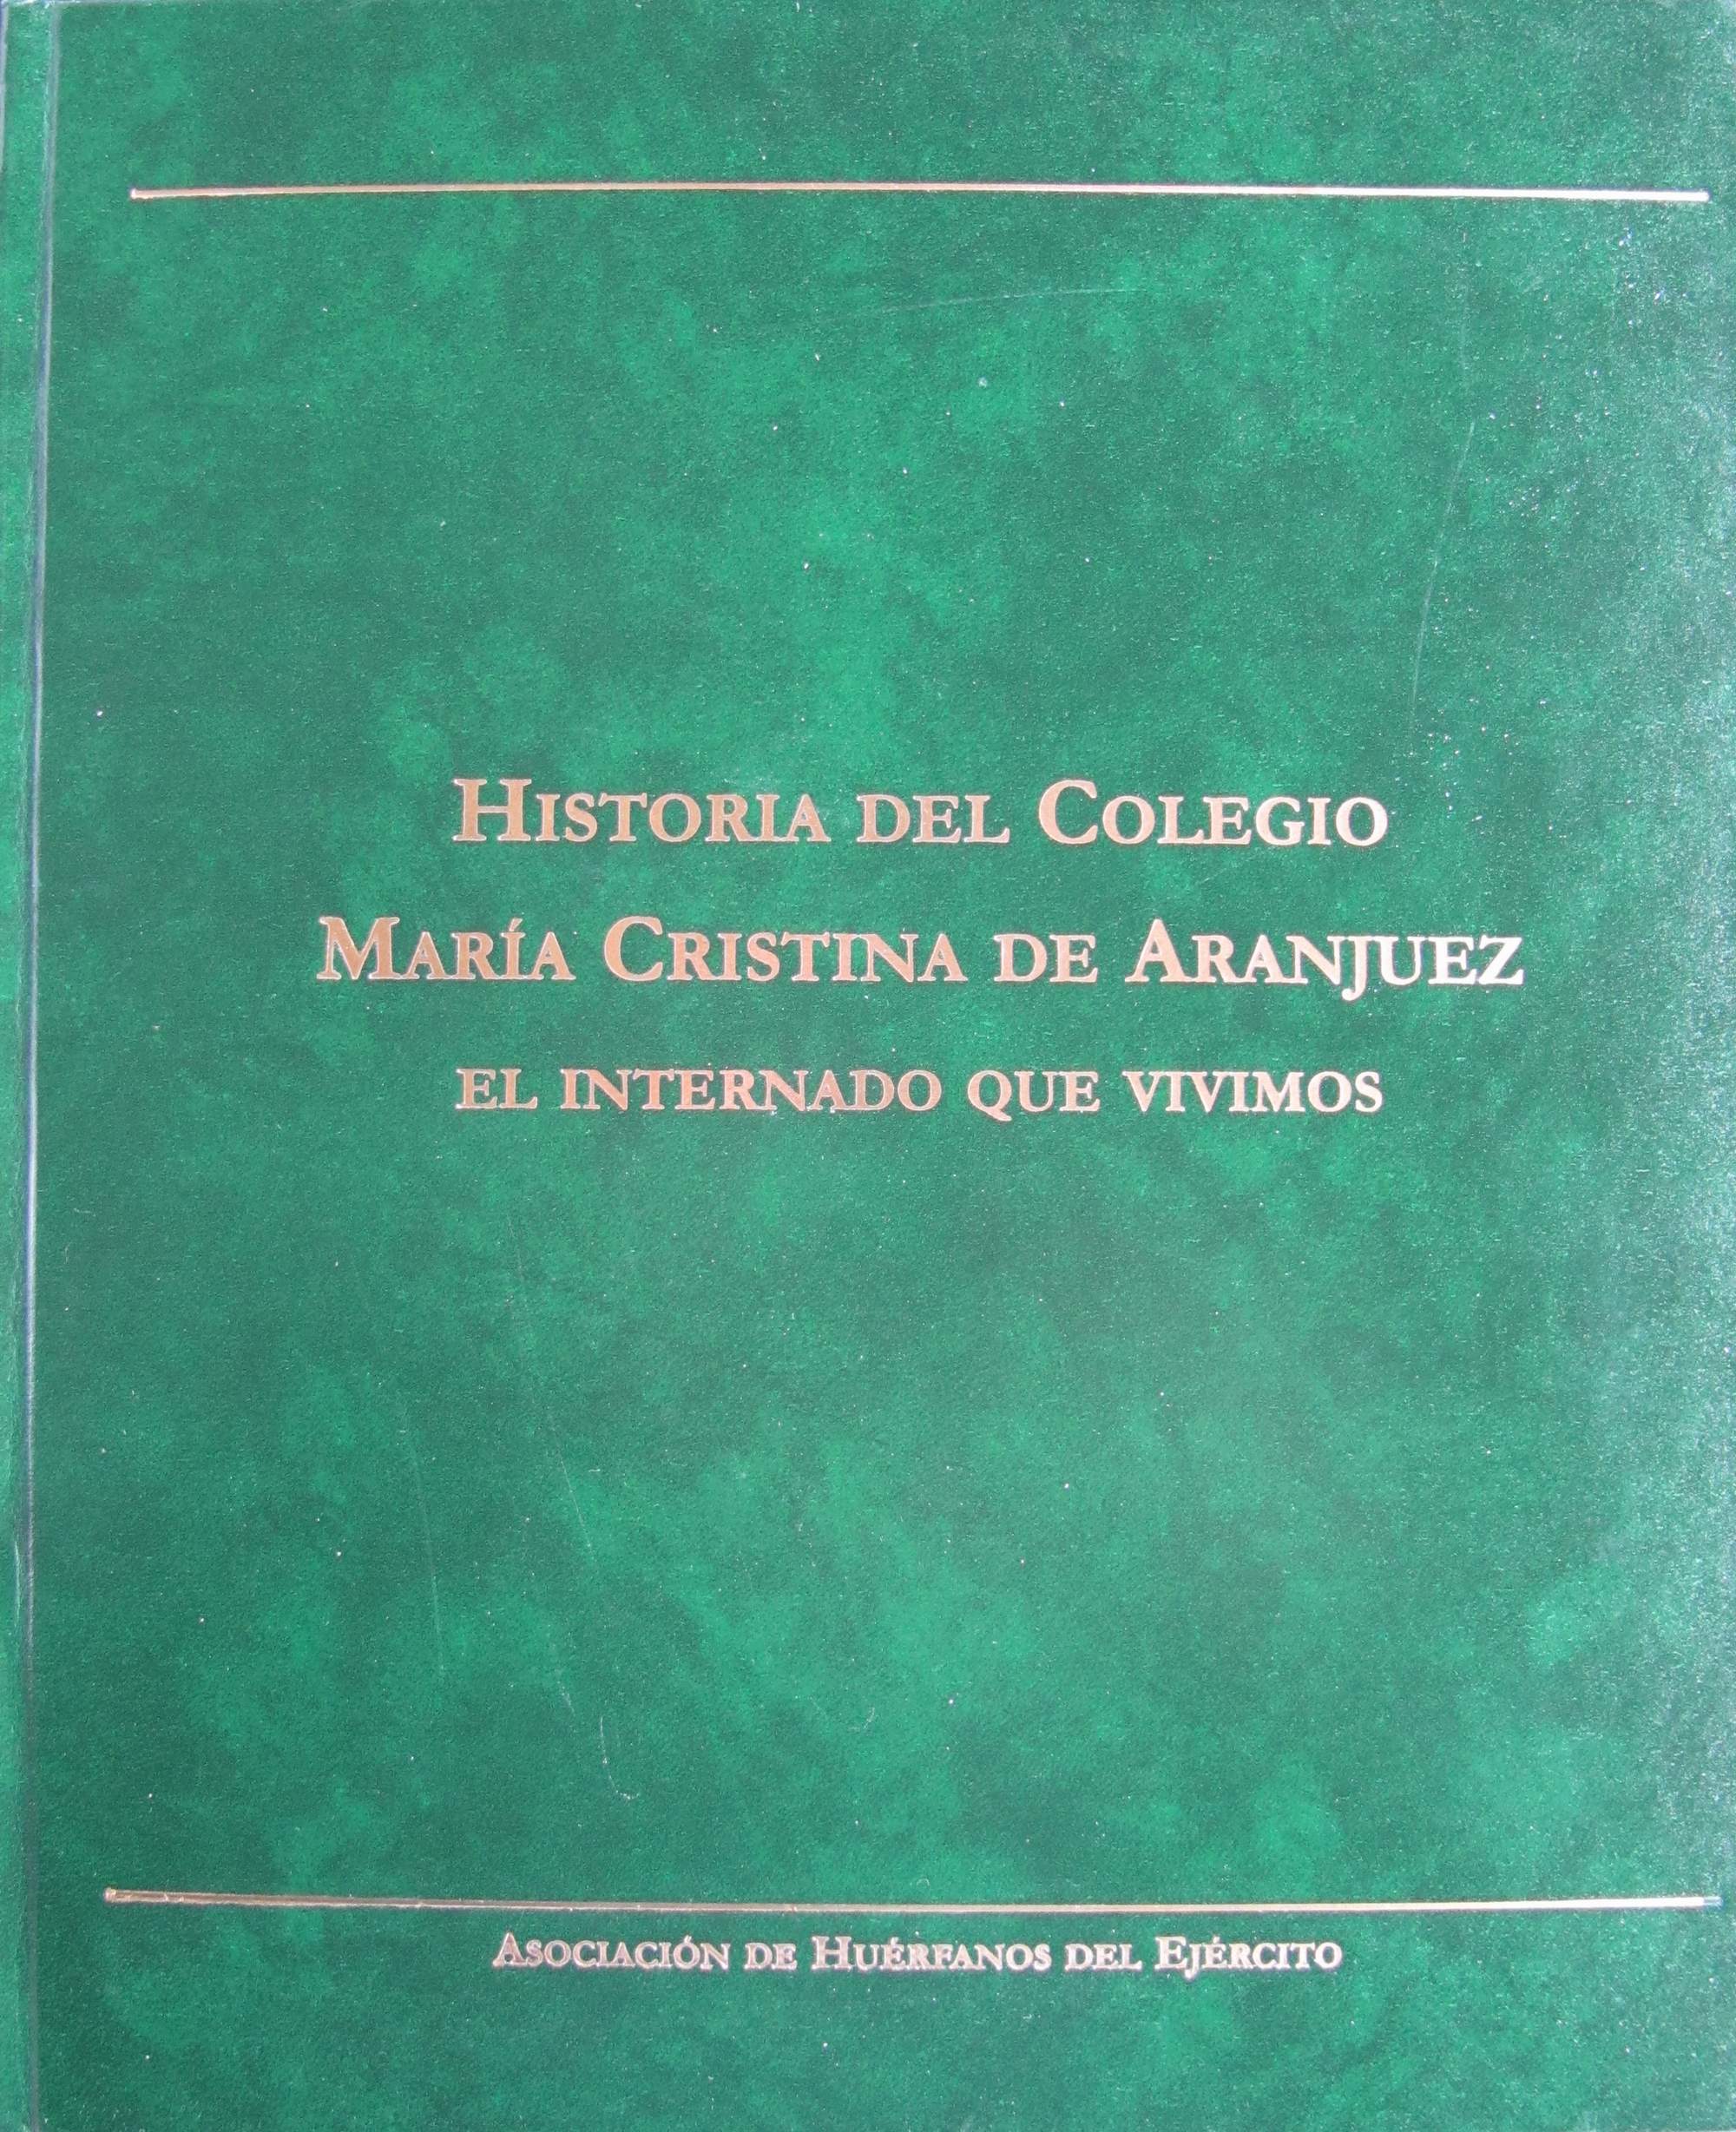 Historia del Colegio
María Cristina de Aranjuez
el internado que vivimos
Asociación de Huérfanos del Ejército